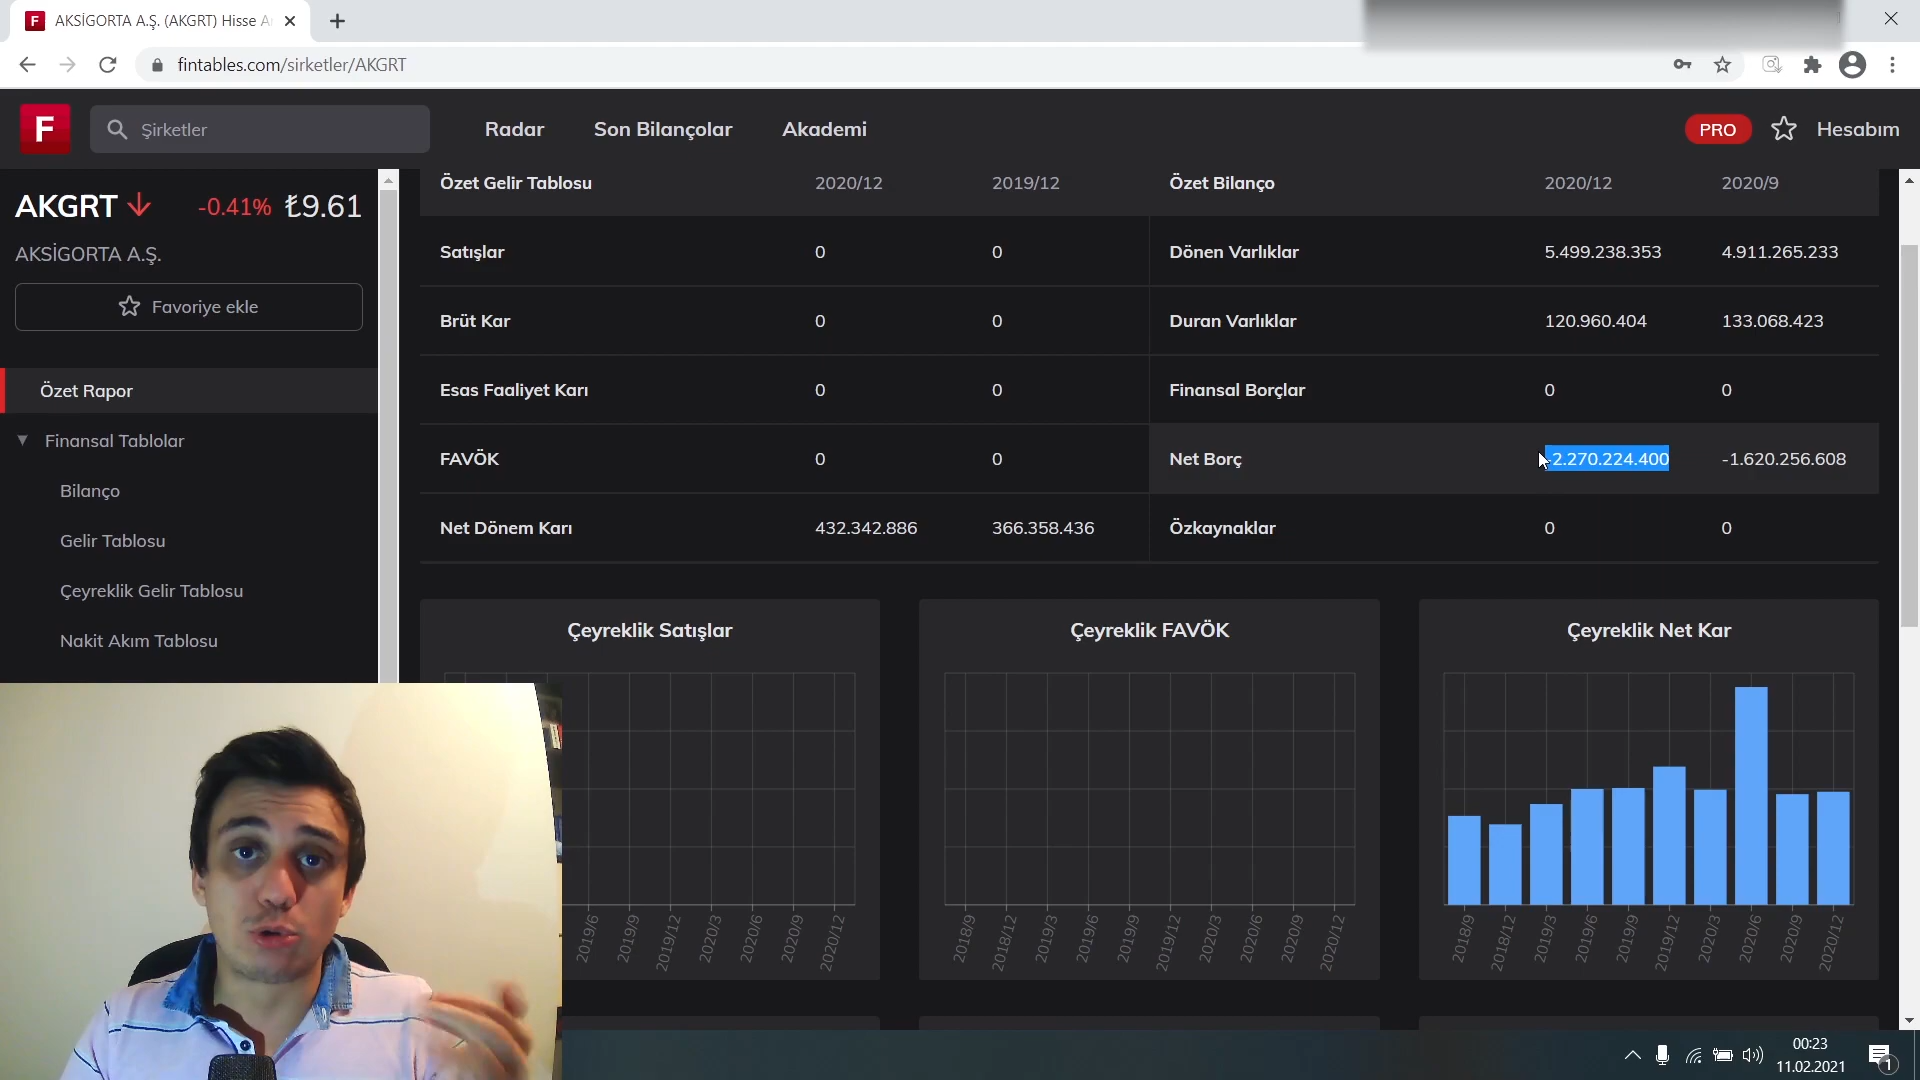 F AKSİGORTA A.Ş. (AKGRT) Hisse A
fintables.com/sirketler/AKGRT
F
Şirketler
Radar
Son Bilançolar
Akademi
PRO
Hesabım
AKGRT
-0.41%
₺9.61
AKSİGORTA A.Ş.
Favoriye ekle
Özet Rapor
Finansal Tablolar
Bilanço
Gelir Tablosu
Çeyreklik Gelir Tablosu
Nakit Akım Tablosu
Özet Gelir Tablosu 2020/12 2019/12
Satışlar 0 0
Brüt Kar 0 0
Esas Faaliyet Karı 0 0
FAVÖK 0 0
Net Dönem Karı 432.342.886 366.358.436
Özet Bilanço 2020/12 2020/9
Dönen Varlıklar 5.499.238.353 4.911.265.233
Duran Varlıklar 120.960.404 133.068.423
Finansal Borçlar 0 0
Net Borç -2.270.224.400 -1.620.256.608
Özkaynaklar 0 0
Çeyreklik Satışlar
2019/6 2019/9 2019/12 2020/3 2020/6 2020/9 2020/12
Çeyreklik FAVÖK
2018/9 2018/12 2019/3 2019/6 2019/9 2019/12 2020/3 2020/6 2020/9 2020/12
Çeyreklik Net Kar
2018/9 2018/12 2019/3 2019/6 2019/9 2019/12 2020/3 2020/6 2020/9 2020/12
00:23
11.02.2021
1